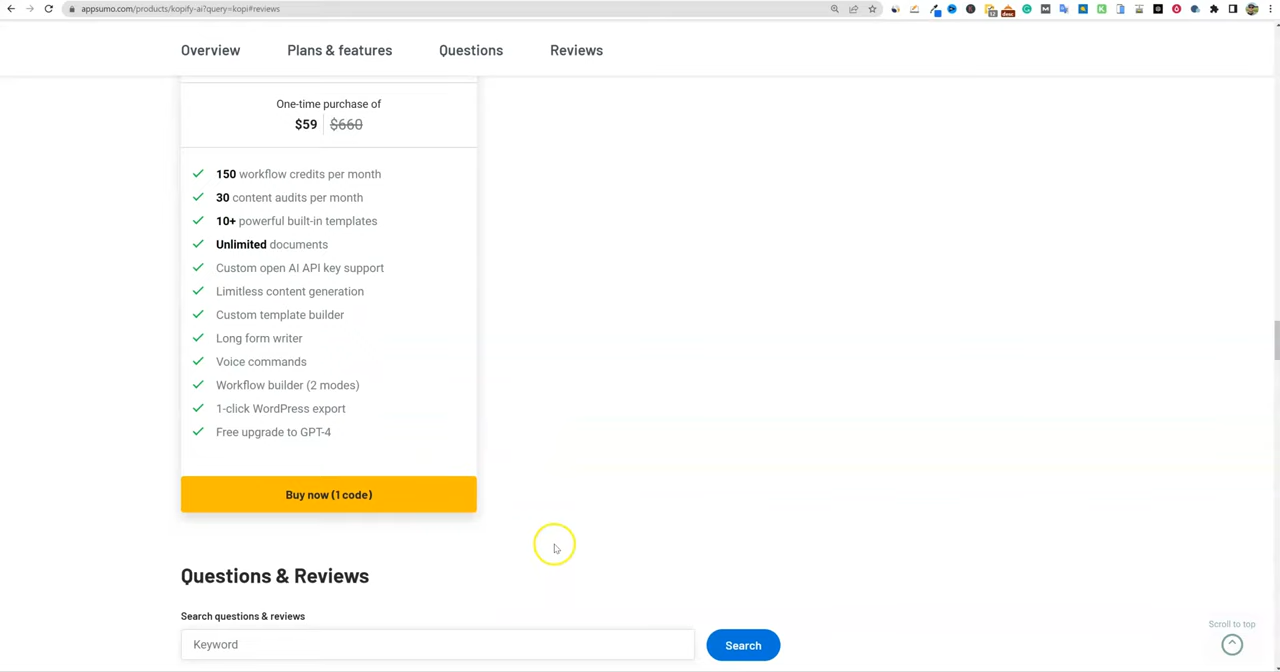 appsumo.com/products/kopify-ai?query=kopi#reviews
Overview Plans & features Questions Reviews
One-time purchase of
$59 $660
150 workflow credits per month
30 content audits per month
10+ powerful built-in templates
Unlimited documents
Custom open AI API key support
Limitless content generation
Custom template builder
Long form writer
Voice commands
Workflow builder (2 modes)
1-click WordPress export
Free upgrade to GPT-4
Buy now (1 code)
Questions & Reviews
Search questions & reviews
Keyword
Search
Scroll to top